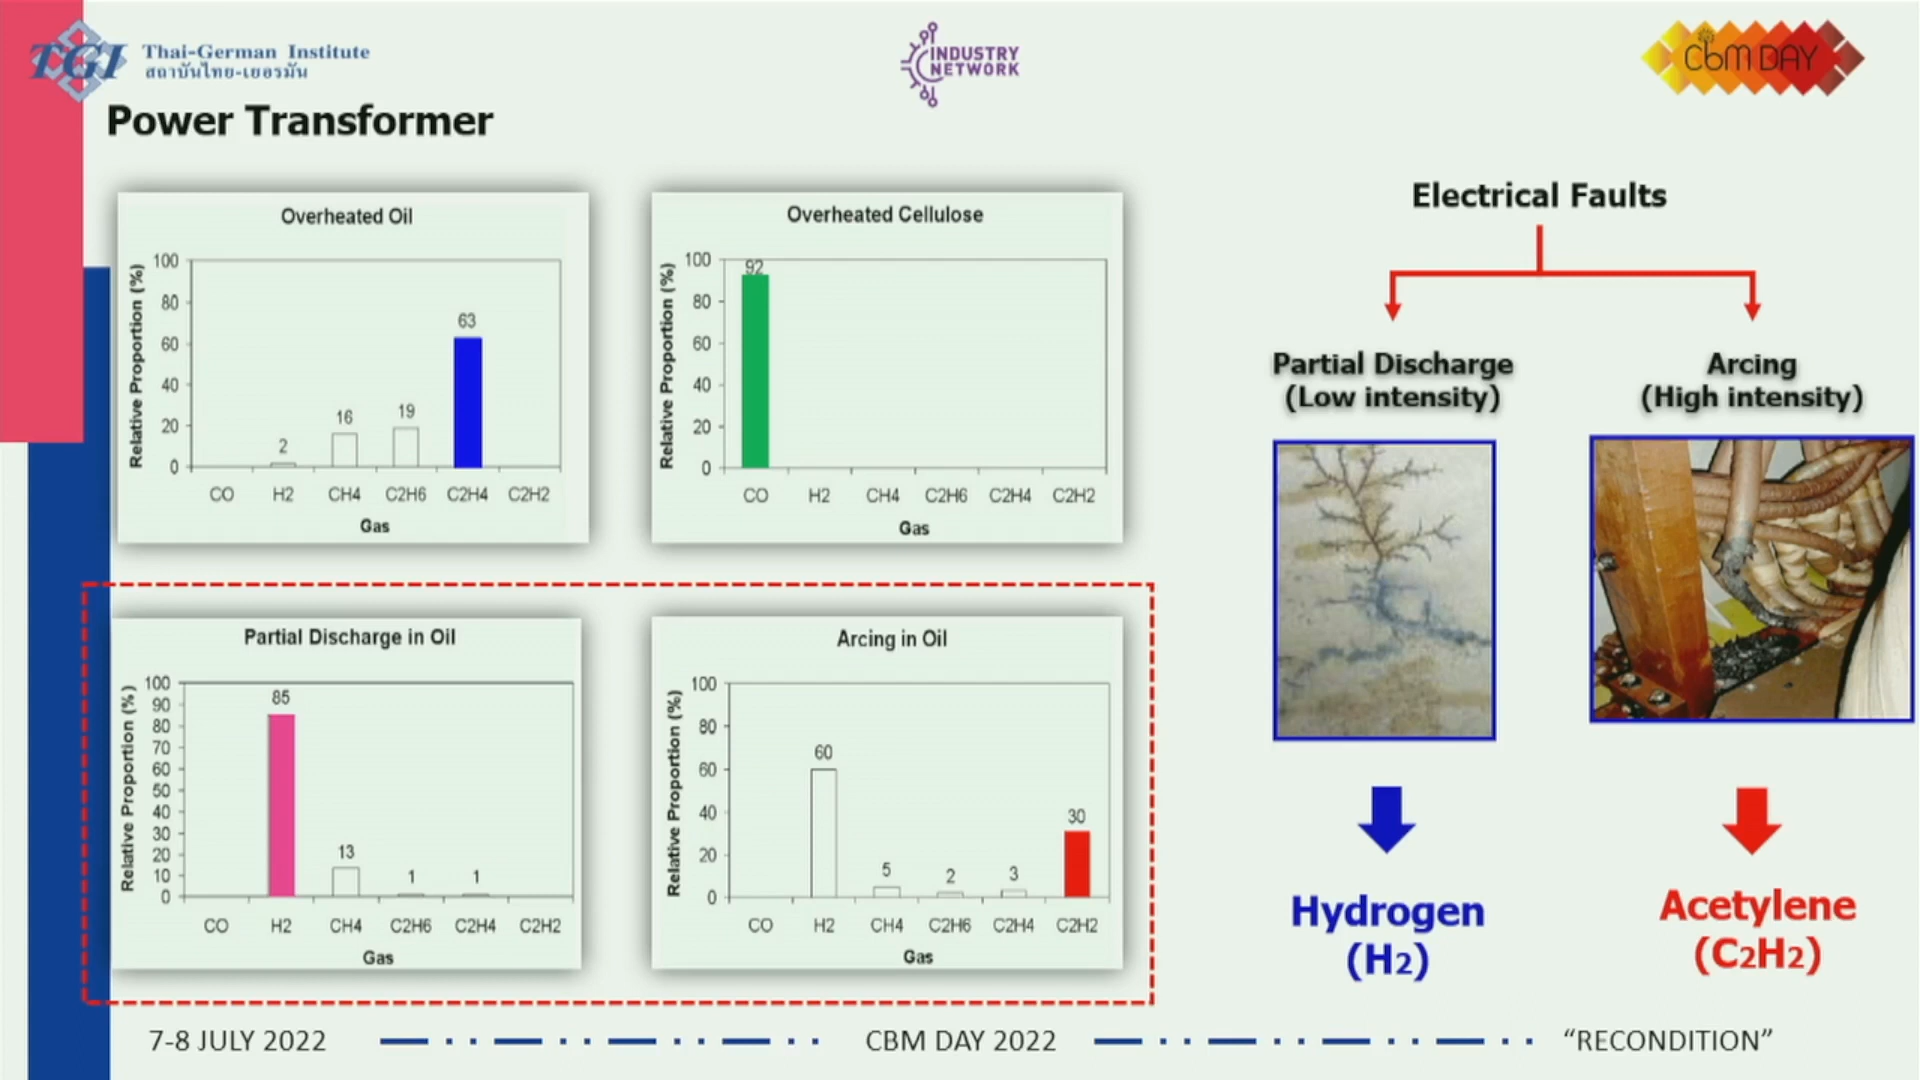 TGI Thai-German Institute
สถาบันไทย-เยอรมัน
INDUSTRY
NETWORK
CbM DAY
Power Transformer
Overheated Oil
Relative Proportion (%)
100
80
60
40
20
0
2
16
19
63
CO H2 CH4 C2H6 C2H4 C2H2
Gas
Overheated Cellulose
Relative Proportion (%)
100
80
60
40
20
0
92
CO H2 CH4 C2H6 C2H4 C2H2
Gas
Partial Discharge in Oil
Relative Proportion (%)
100
90
80
70
60
50
40
30
20
10
0
85
13
1
1
CO H2 CH4 C2H6 C2H4 C2H2
Gas
Arcing in Oil
Relative Proportion (%)
100
80
60
40
20
0
60
5
2
3
30
CO H2 CH4 C2H6 C2H4 C2H2
Gas
Electrical Faults
Partial Discharge
(Low intensity)
Arcing
(High intensity)
Hydrogen
(H2)
Acetylene
(C2H2)
7-8 JULY 2022
CBM DAY 2022
“RECONDITION”